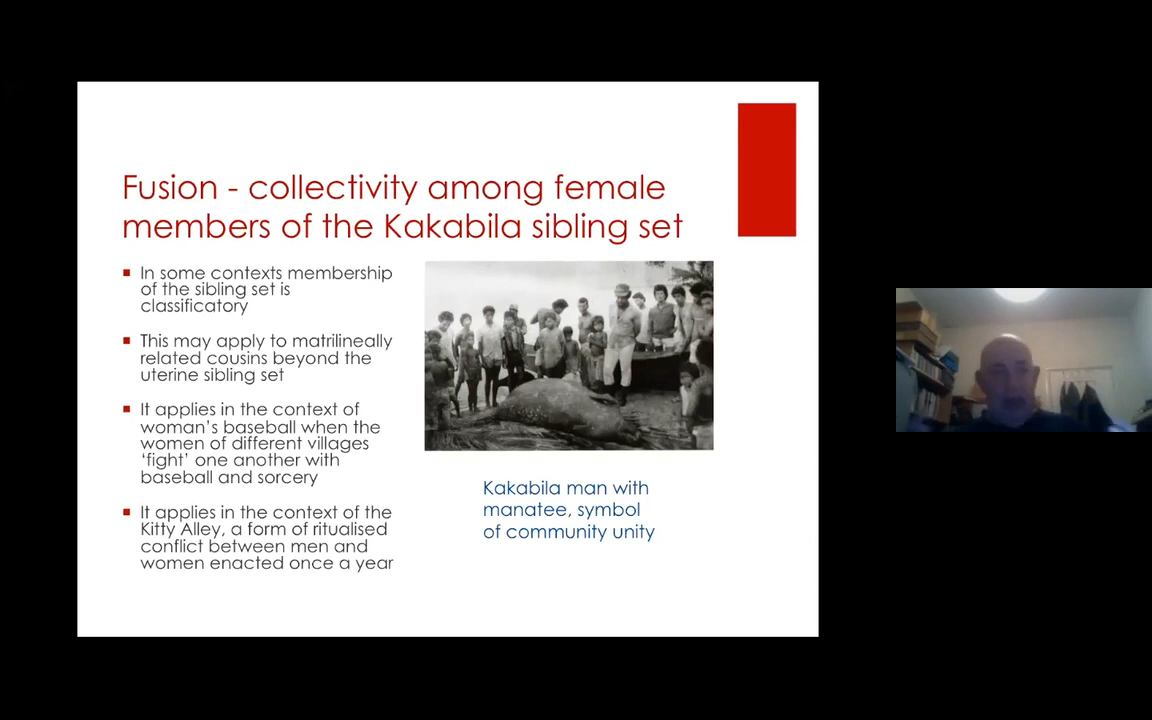 Fusion - collectivity among female
members of the Kakabila sibling set
▪ In some contexts membership
of the sibling set is
classificatory
▪ This may apply to matrilineally
related cousins beyond the
uterine sibling set
▪ It applies in the context of
woman's baseball when the
women of different villages
'fight' one another with
baseball and sorcery
▪ It applies in the context of the
Kitty Alley, a form of ritualised
conflict between men and
women enacted once a year
Kakabila man with
manatee, symbol
of community unity